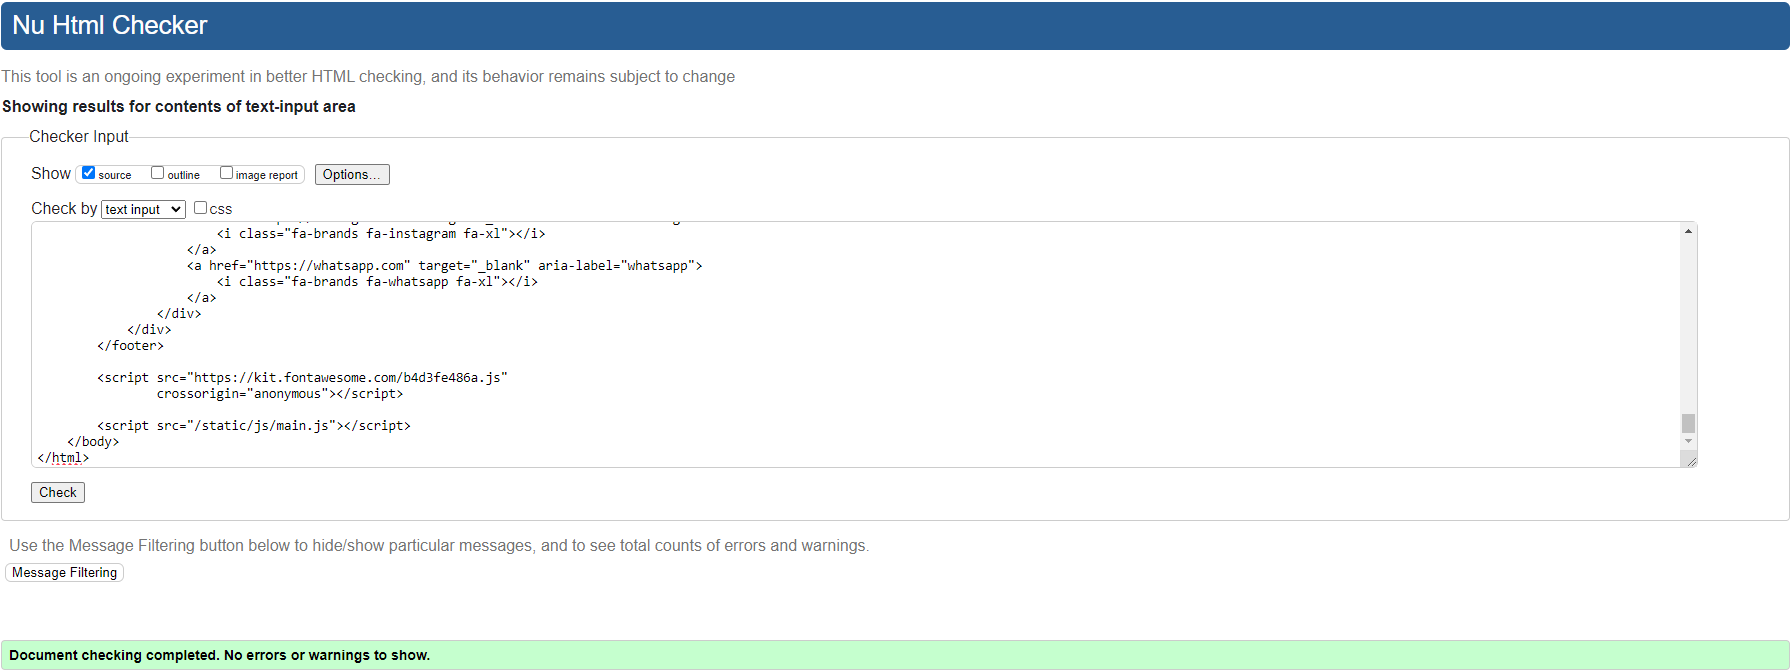 Nu Html Checker
This tool is an ongoing experiment in better HTML checking, and its behavior remains subject to change
Showing results for contents of text-input area
Checker Input
Show source outline image report Options...
Check by text input css
<i class="fa-brands fa-instagram fa-xl"></i>
</a>
<a href="https://whatsapp.com" target="_blank" aria-label="whatsapp">
<i class="fa-brands fa-whatsapp fa-xl"></i>
</a>
</div>
</div>
</footer>
<script src="https://kit.fontawesome.com/b4d3fe486a.js"
crossorigin="anonymous"></script>
<script src="/static/js/main.js"></script>
</body>
</html>
Check
Use the Message Filtering button below to hide/show particular messages, and to see total counts of errors and warnings.
Message Filtering
Document checking completed. No errors or warnings to show.